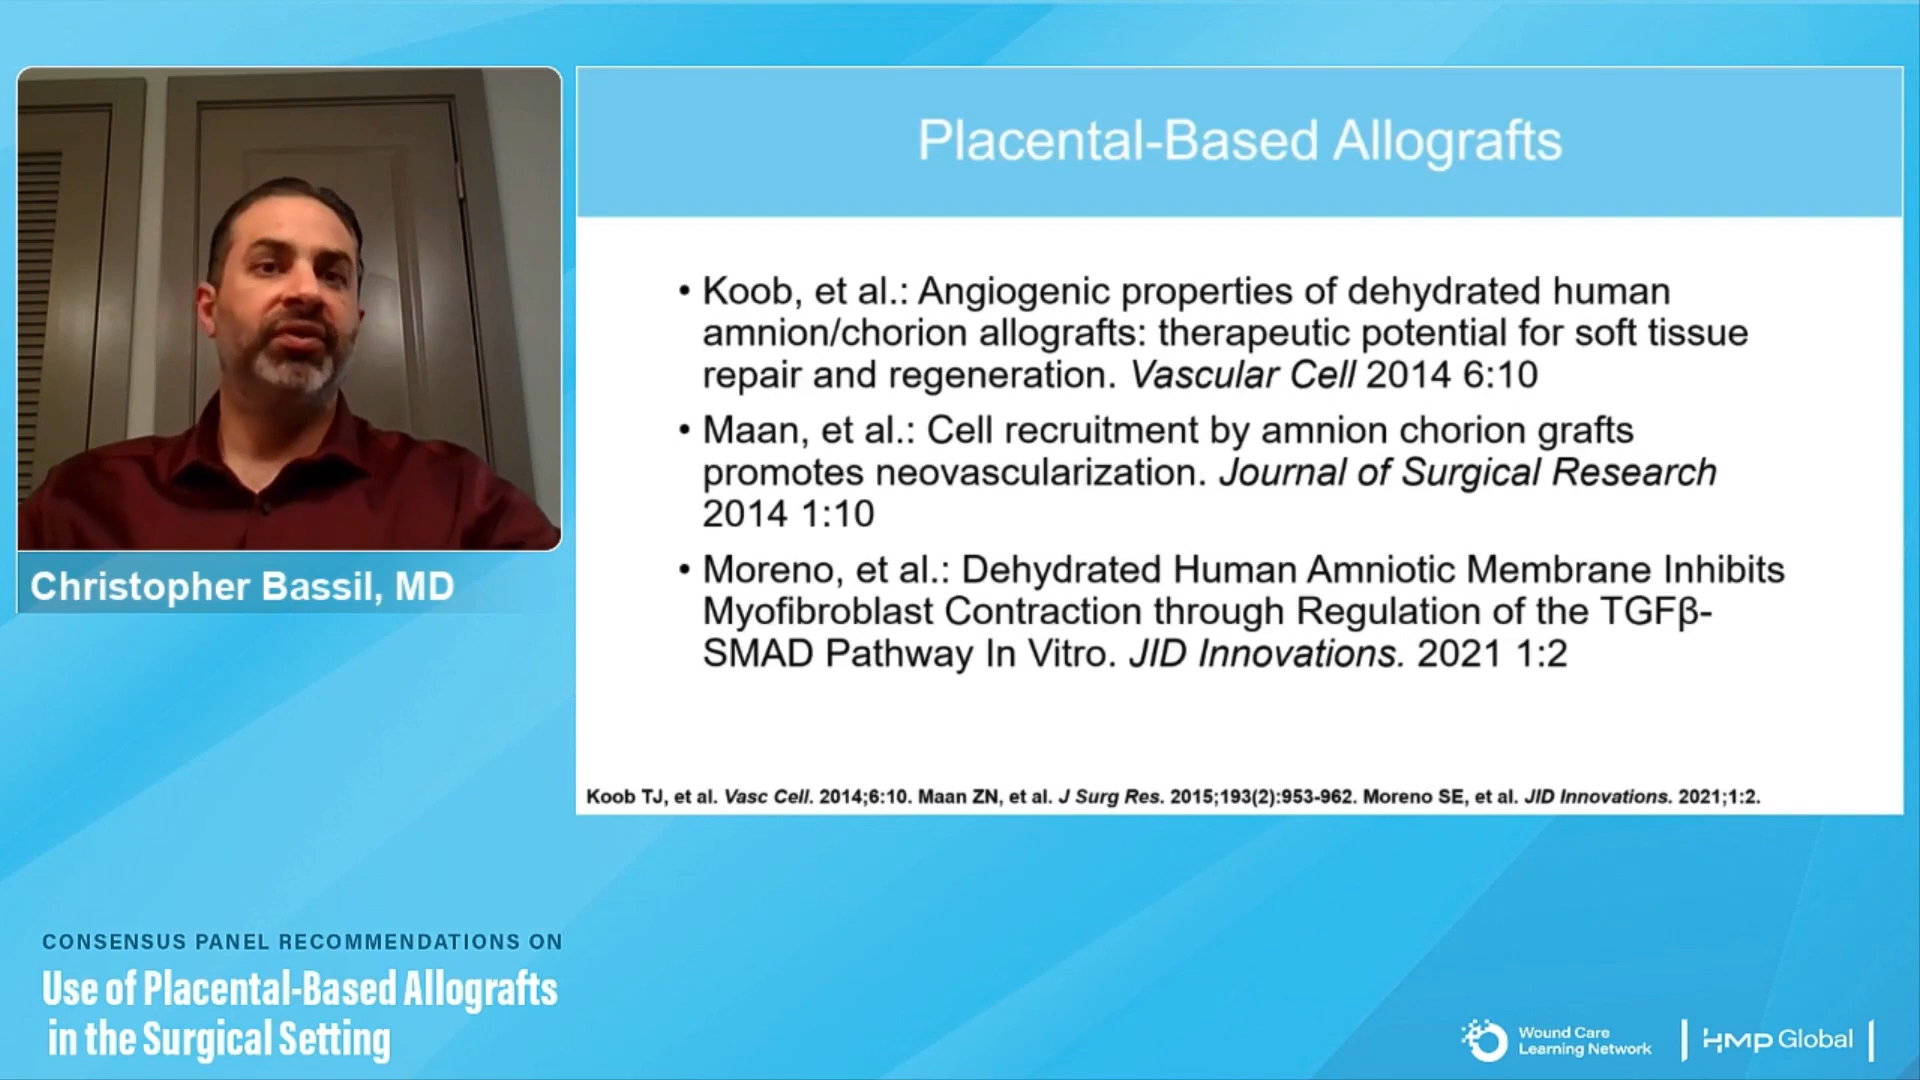 Placental-Based Allografts
• Koob, et al.: Angiogenic properties of dehydrated human
amnion/chorion allografts: therapeutic potential for soft tissue
repair and regeneration. Vascular Cell 2014 6:10
• Maan, et al.: Cell recruitment by amnion chorion grafts
promotes neovascularization. Journal of Surgical Research
2014 1:10
• Moreno, et al.: Dehydrated Human Amniotic Membrane Inhibits
Myofibroblast Contraction through Regulation of the TGFβ-
SMAD Pathway In Vitro. JID Innovations. 2021 1:2
Koob TJ, et al. Vasc Cell. 2014;6:10. Maan ZN, et al. J Surg Res. 2015;193(2):953-962. Moreno SE, et al. JID Innovations. 2021;1:2.
Christopher Bassil, MD
CONSENSUS PANEL RECOMMENDATIONS ON
Use of Placental-Based Allografts
in the Surgical Setting
Wound Care
Learning Network
HMP Global